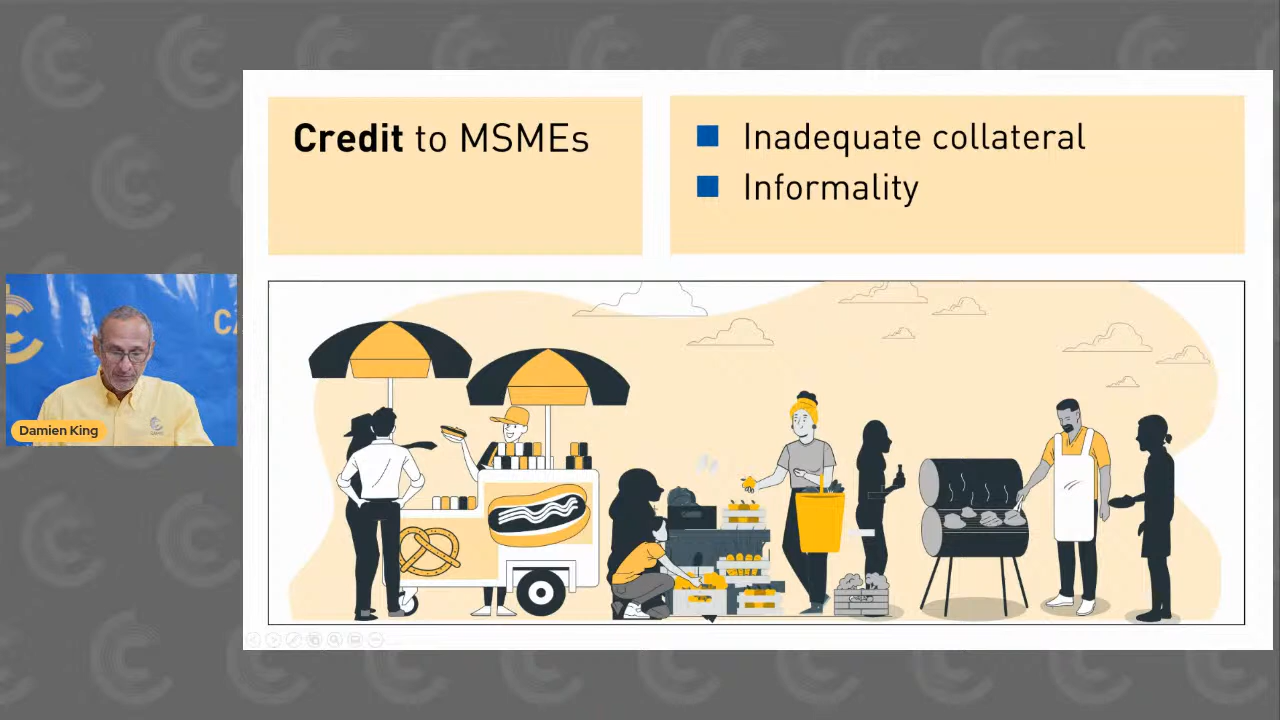 Credit to MSMEs
Inadequate collateral
Informality
Damien King